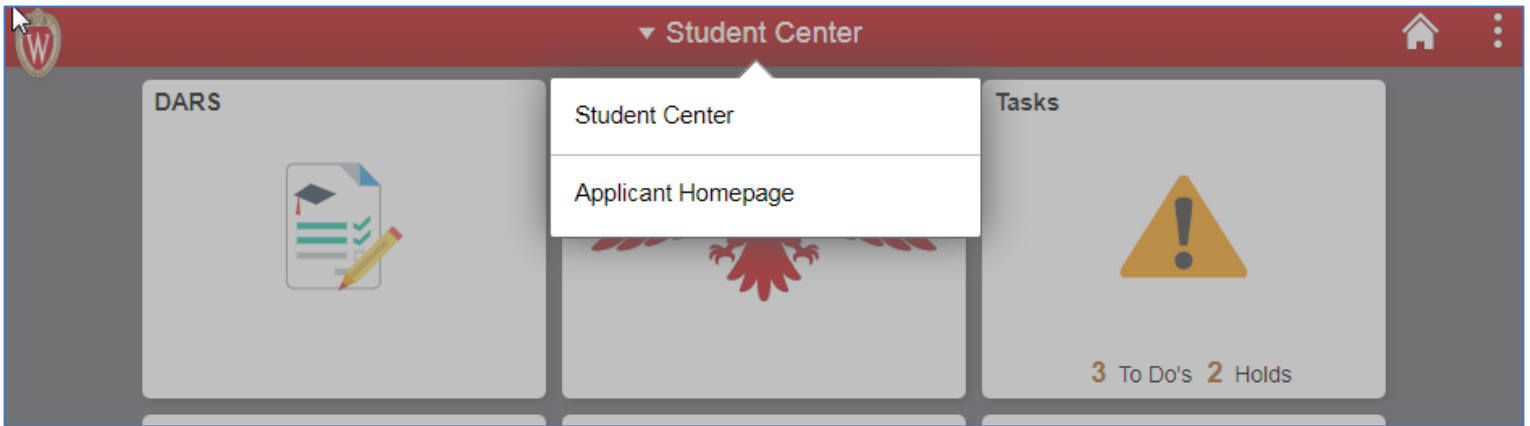 W
▼ Student Center
DARS
Student Center
Applicant Homepage
Tasks
3 To Do's 2 Holds